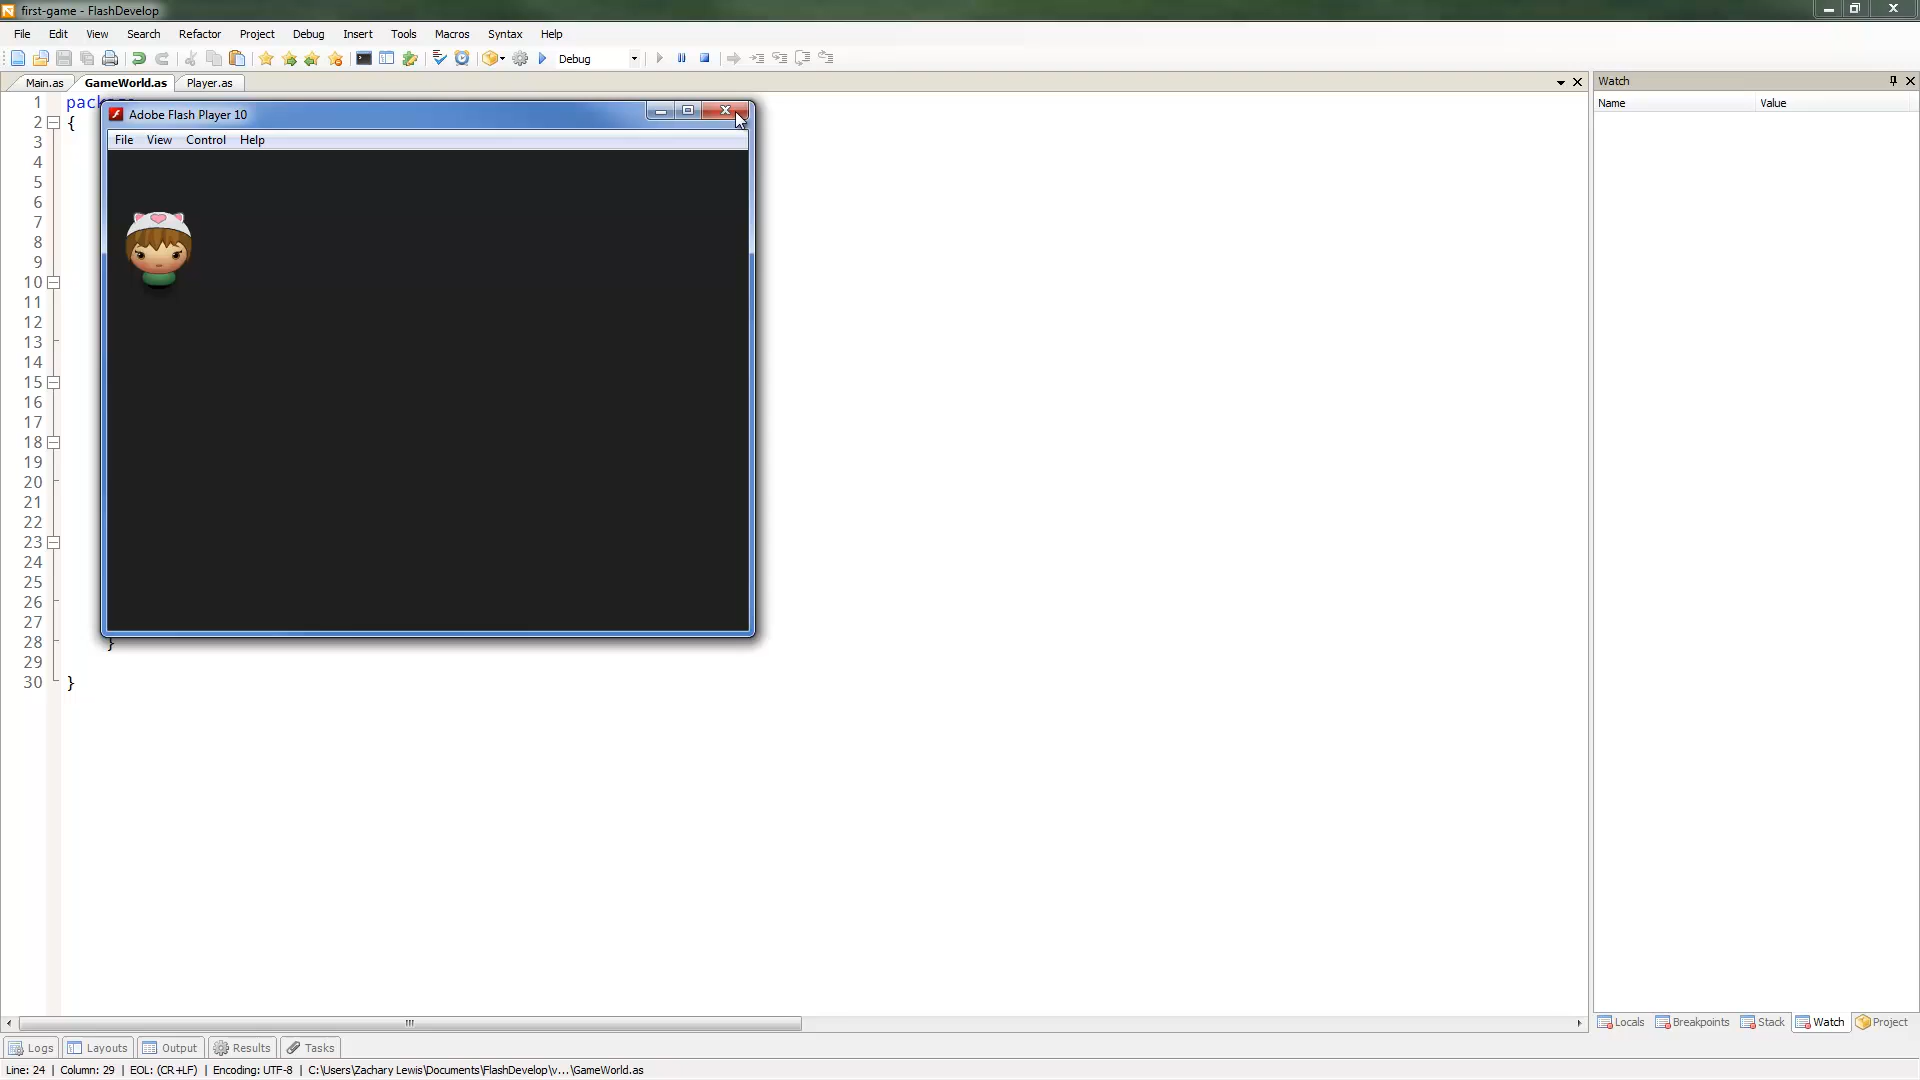 first-game - FlashDevelop
File Edit View Search Refactor Project Debug Insert Tools Macros Syntax Help
Debug
Main.as GameWorld.as Player.as
Watch
Name Value
1 pack
2 {
Adobe Flash Player 10
File View Control Help
3
4
5
6
7
8
9
10
11
12
13
14
15
16
17
18
19
20
21
22
23
24
25
26
27
28 }
29
30 }
Locals Breakpoints Stack Watch Project
Logs Layouts Output Results Tasks
Line: 24 | Column: 29 | EOL: (CR+LF) | Encoding: UTF-8 | C:\Users\Zachary Lewis\Documents\FlashDevelop\v...\GameWorld.as